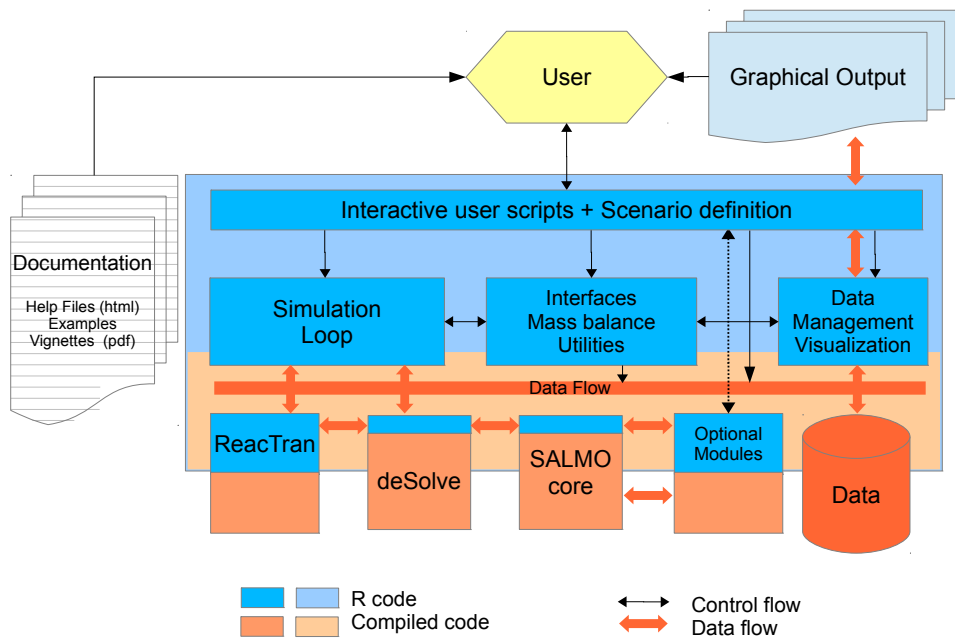 User
Graphical Output
Interactive user scripts + Scenario definition
Documentation
Help Files (html)
Examples
Vignettes (pdf)
Simulation
Loop
Interfaces
Mass balance
Utilities
Data
Management
Visualization
Data Flow
ReacTran
deSolve
SALMO
core
Optional
Modules
Data
R code
Compiled code
Control flow
Data flow